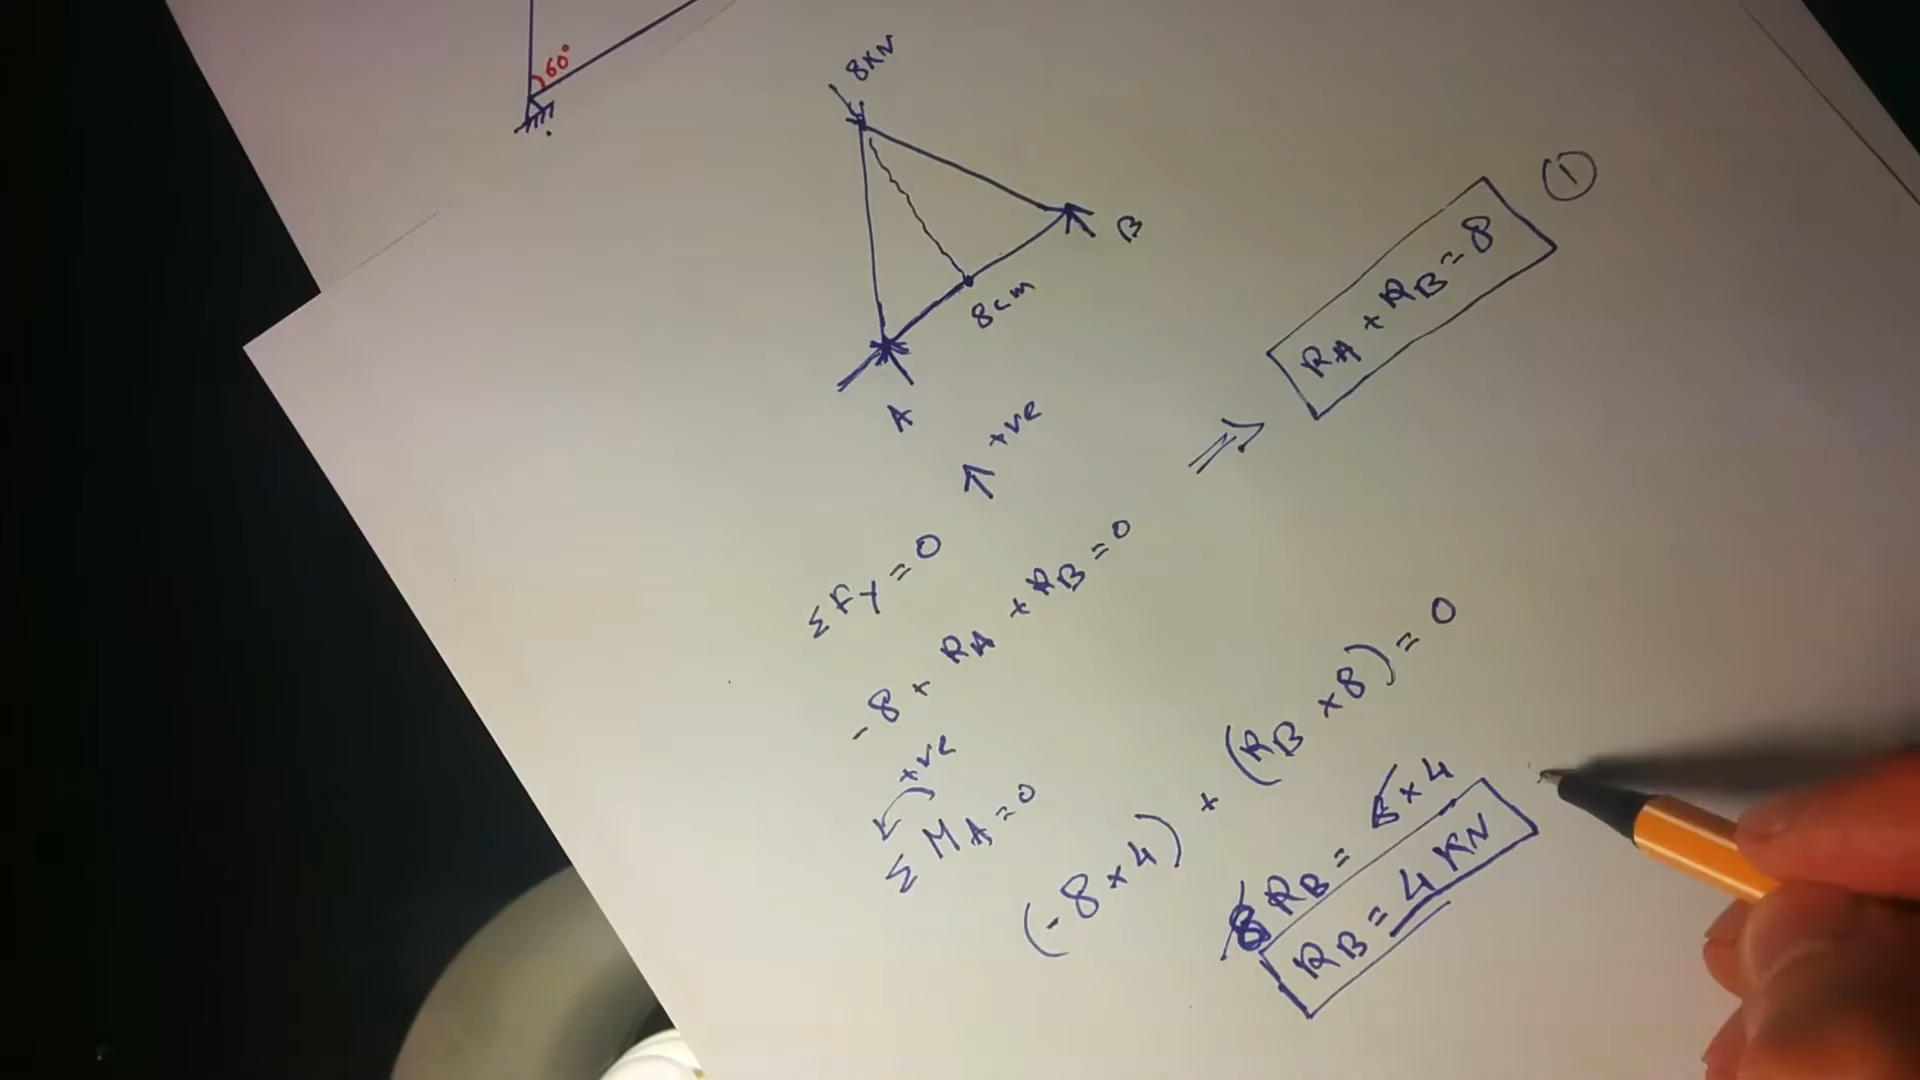 60°
8KN
B
8cm
A
↑ +ve
ΣFY=0
-8+RA+RB=0
⇒ RA+RB=8 ①
+ve
ΣMA=0
(-8×4)+(RB×8)=0
8RB=8×4
RB=4KN